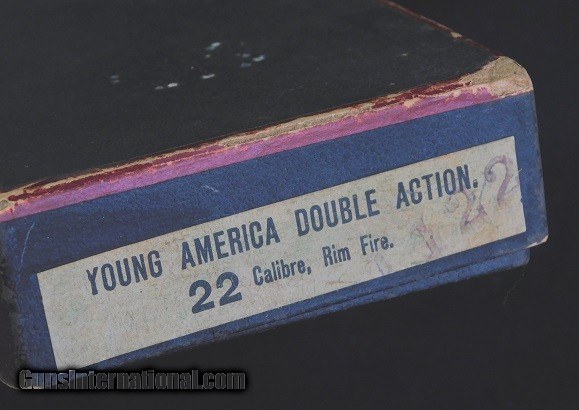 YOUNG AMERICA DOUBLE ACTION.
22 Calibre, Rim Fire.
GunsInternational.com